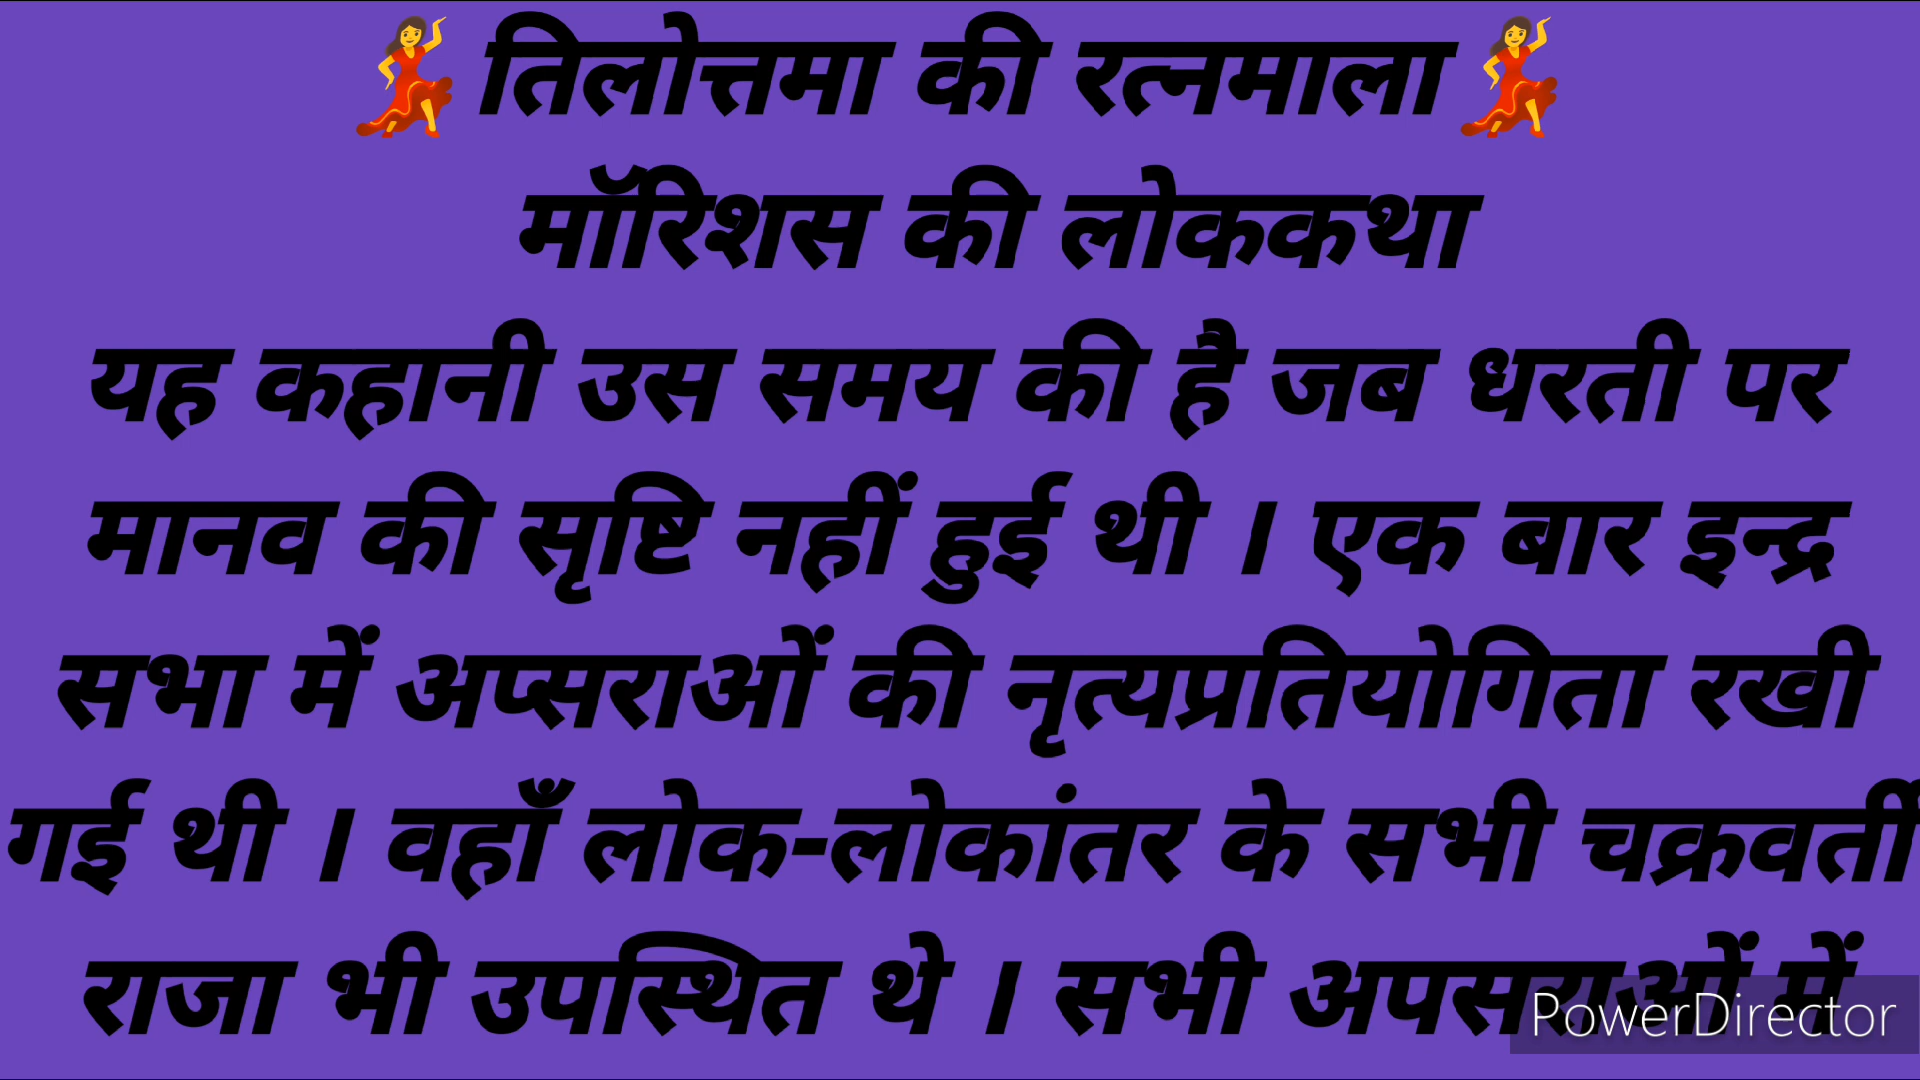 💃तिलोत्तमा की रत्नमाला💃
मॉरिशस की लोककथा
यह कहानी उस समय की है जब धरती पर
मानव की सृष्टि नहीं हुई थी । एक बार इन्द्र
सभा में अप्सराओं की नृत्यप्रतियोगिता रखी
गई थी । वहाँ लोक-लोकांतर के सभी चक्रवर्ती
राजा भी उपस्थित थे । सभी अपसराओं में
PowerDirector